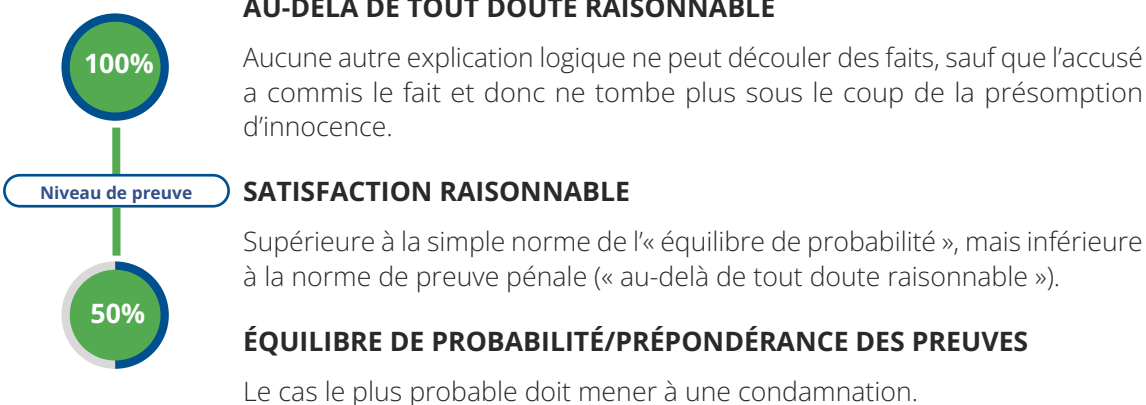 AU-DELÀ DE TOUT DOUTE RAISONNABLE
100%
Aucune autre explication logique ne peut découler des faits, sauf que l'accusé
a commis le fait et donc ne tombe plus sous le coup de la présomption
d'innocence.
Niveau de preuve
SATISFACTION RAISONNABLE
Supérieure à la simple norme de l'« équilibre de probabilité », mais inférieure
à la norme de preuve pénale (« au-delà de tout doute raisonnable »).
50%
ÉQUILIBRE DE PROBABILITÉ/PRÉPONDÉRANCE DES PREUVES
Le cas le plus probable doit mener à une condamnation.